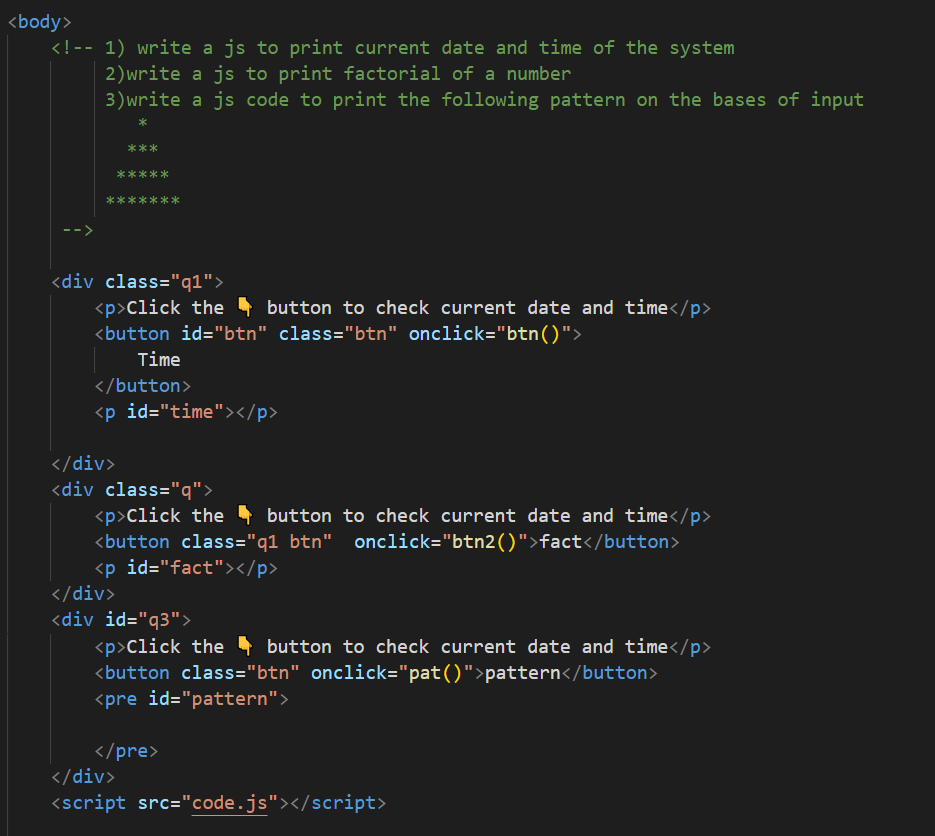 <body>
    <!-- 1) write a js to print current date and time of the system
         2)write a js to print factorial of a number
         3)write a js code to print the following pattern on the bases of input
            *
           ***
          *****
         *******
     -->
    <div class="q1">
        <p>Click the 👇 button to check current date and time</p>
        <button id="btn" class="btn" onclick="btn()">
            Time
        </button>
        <p id="time"></p>
    </div>
    <div class="q">
        <p>Click the 👇 button to check current date and time</p>
        <button class="q1 btn"  onclick="btn2()">fact</button>
        <p id="fact"></p>
    </div>
    <div id="q3">
        <p>Click the 👇 button to check current date and time</p>
        <button class="btn" onclick="pat()">pattern</button>
        <pre id="pattern">
        </pre>
    </div>
    <script src="code.js"></script>